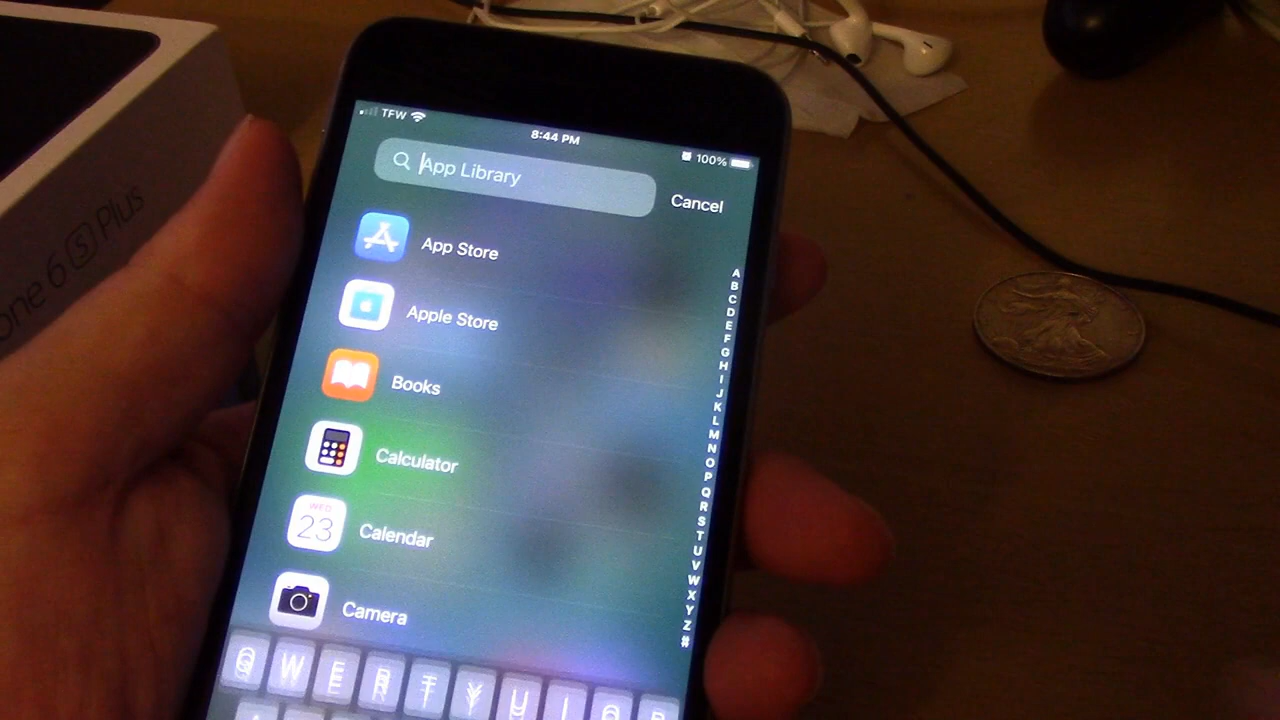 TFW
8:44 PM
100%
App Library
Cancel
App Store
Apple Store
Books
Calculator
WED
23
Calendar
Camera
A
B
C
D
E
F
G
H
I
J
K
L
M
N
O
P
Q
R
S
T
U
V
W
X
Y
Z
#
Q W E R T Y U I O P
one 6 S Plus